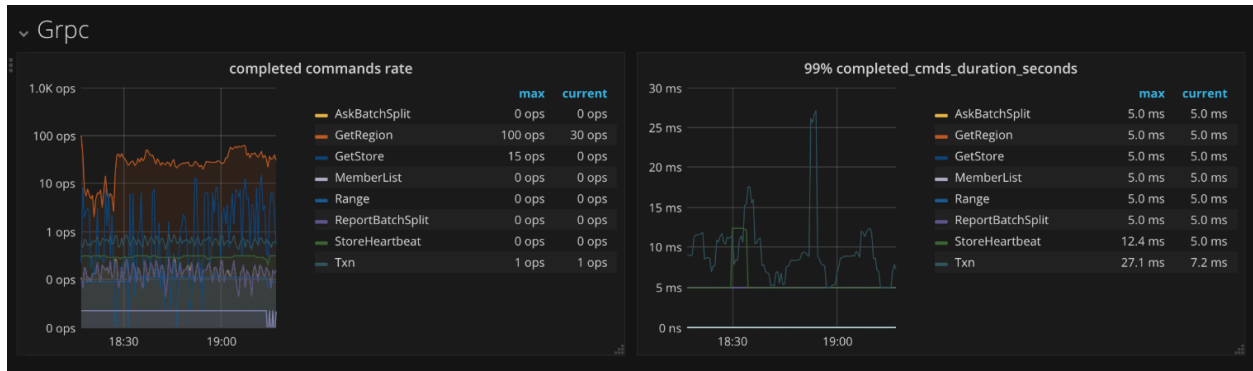 Grpc
completed commands rate
1.0K ops
100 ops
10 ops
1 ops
0 ops
0 ops
18:30 19:00
max current
AskBatchSplit 0 ops 0 ops
GetRegion 100 ops 30 ops
GetStore 15 ops 0 ops
MemberList 0 ops 0 ops
Range 0 ops 0 ops
ReportBatchSplit 0 ops 0 ops
StoreHeartbeat 0 ops 0 ops
Txn 1 ops 1 ops
99% completed_cmds_duration_seconds
30 ms
25 ms
20 ms
15 ms
10 ms
5 ms
0 ns
18:30 19:00
max current
AskBatchSplit 5.0 ms 5.0 ms
GetRegion 5.0 ms 5.0 ms
GetStore 5.0 ms 5.0 ms
MemberList 5.0 ms 5.0 ms
Range 5.0 ms 5.0 ms
ReportBatchSplit 5.0 ms 5.0 ms
StoreHeartbeat 12.4 ms 5.0 ms
Txn 27.1 ms 7.2 ms